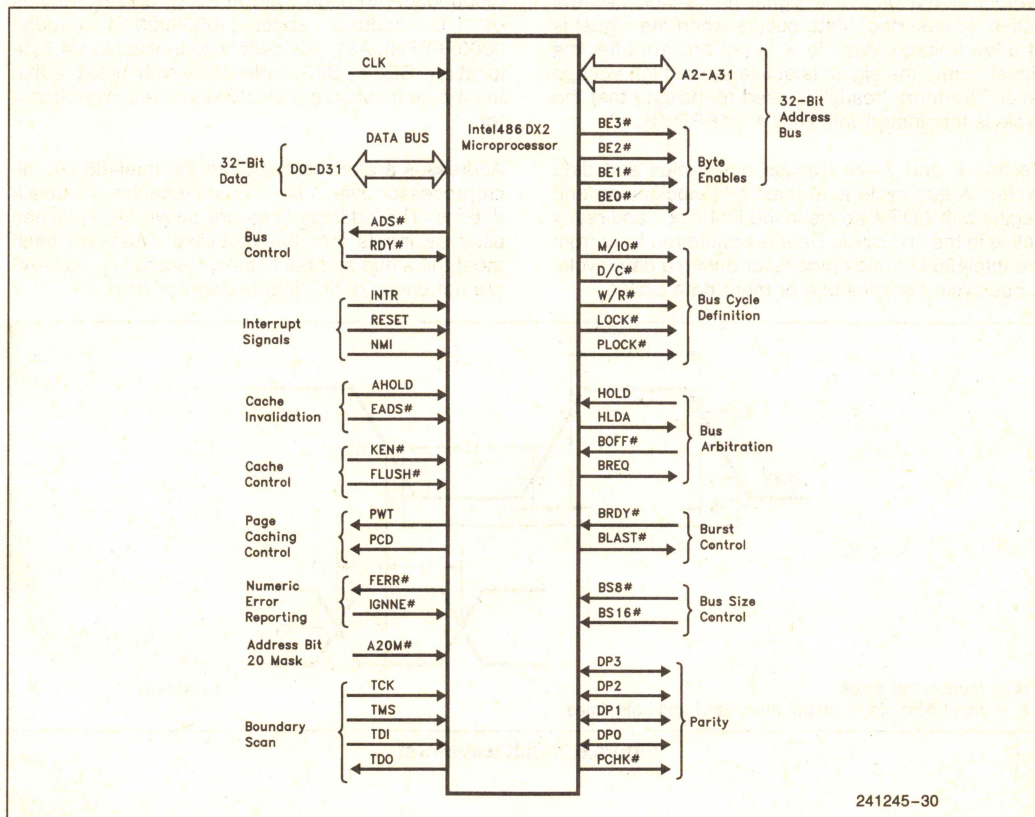 CLK
DATA BUS
32-Bit
Data
D0-D31
Intel486 DX2
Microprocessor
A2-A31
32-Bit
Address
Bus
BE3#
BE2#
BE1#
BE0#
Byte
Enables
Bus
Control
ADS#
RDY#
M/IO#
D/C#
W/R#
LOCK#
PLOCK#
Bus Cycle
Definition
Interrupt
Signals
INTR
RESET
NMI
Cache
Invalidation
AHOLD
EADS#
HOLD
HLDA
BOFF#
BREQ
Bus
Arbitration
Cache
Control
KEN#
FLUSH#
Page
Caching
Control
PWT
PCD
BRDY#
BLAST#
Burst
Control
Numeric
Error
Reporting
FERR#
IGNNE#
BS8#
BS16#
Bus Size
Control
Address Bit
20 Mask
A20M#
Boundary
Scan
TCK
TMS
TDI
TDO
DP3
DP2
DP1
DP0
PCHK#
Parity
241245-30